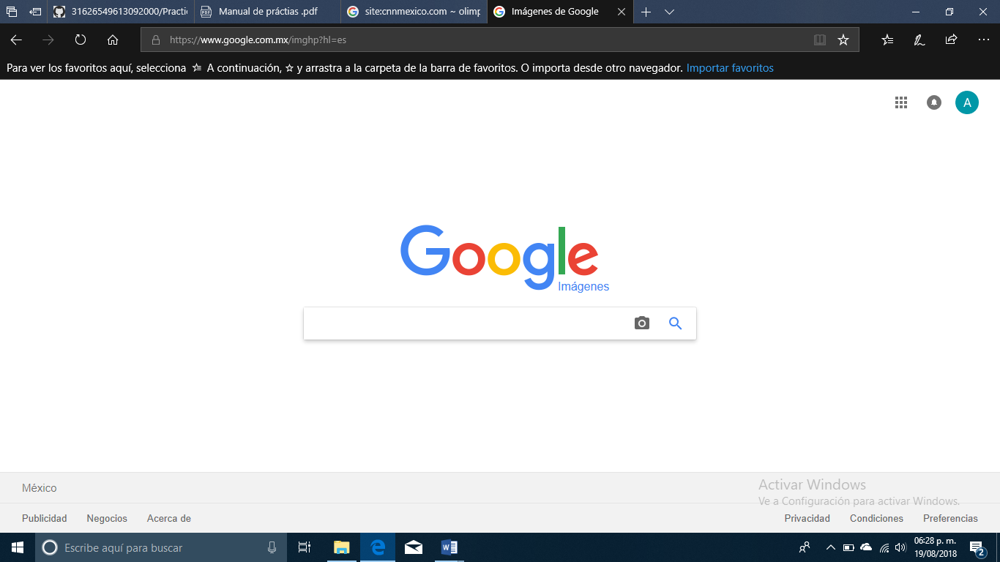 31626549613092000/Practic
Manual de práctias .pdf
site:cnnmexico.com ~ olimp
Imágenes de Google
https://www.google.com.mx/imghp?hl=es
Para ver los favoritos aquí, selecciona A continuación, y arrastra a la carpeta de la barra de favoritos. O importa desde otro navegador. Importar favoritos
A
Google
Imágenes
México
Activar Windows
Ve a Configuración para activar Windows.
Publicidad Negocios Acerca de
Privacidad Condiciones Preferencias
Escribe aquí para buscar
06:28 p. m.
19/08/2018
2